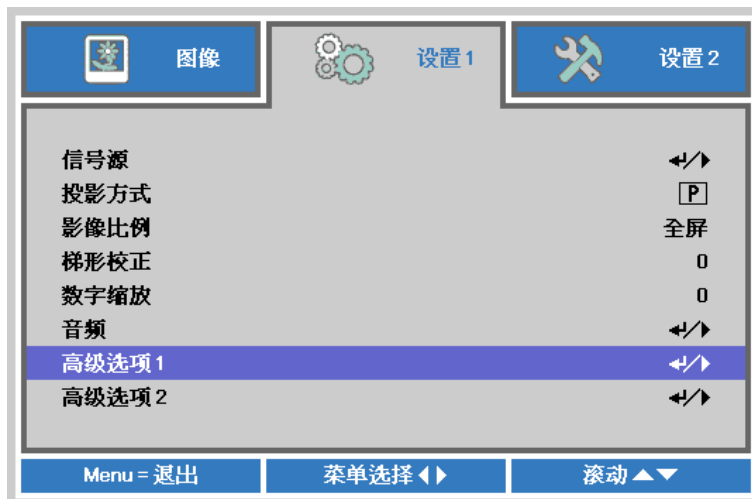 图像 设置 1 设置 2
信号源
投影方式 P
影像比例 全屏
梯形校正 0
数字缩放 0
音频
高级选项 1
高级选项 2
Menu = 退出 菜单选择 滚动